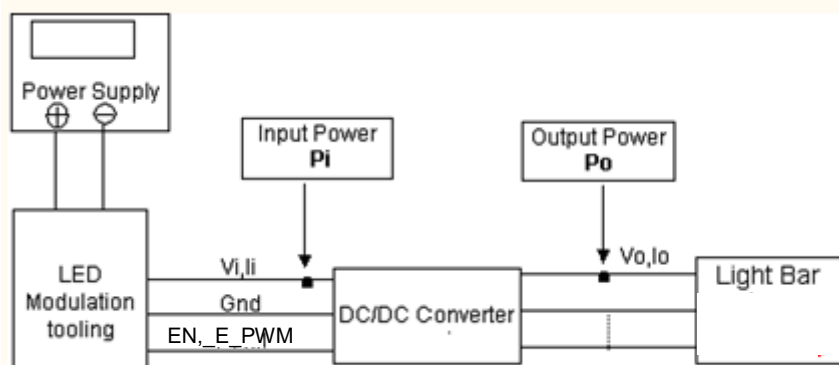 Power Supply
Input Power
Pi
Output Power
Po
LED
Modulation
tooling
Vi,Ii
Gnd
EN,_E_PWM
DC/DC Converter
Vo,Io
Light Bar